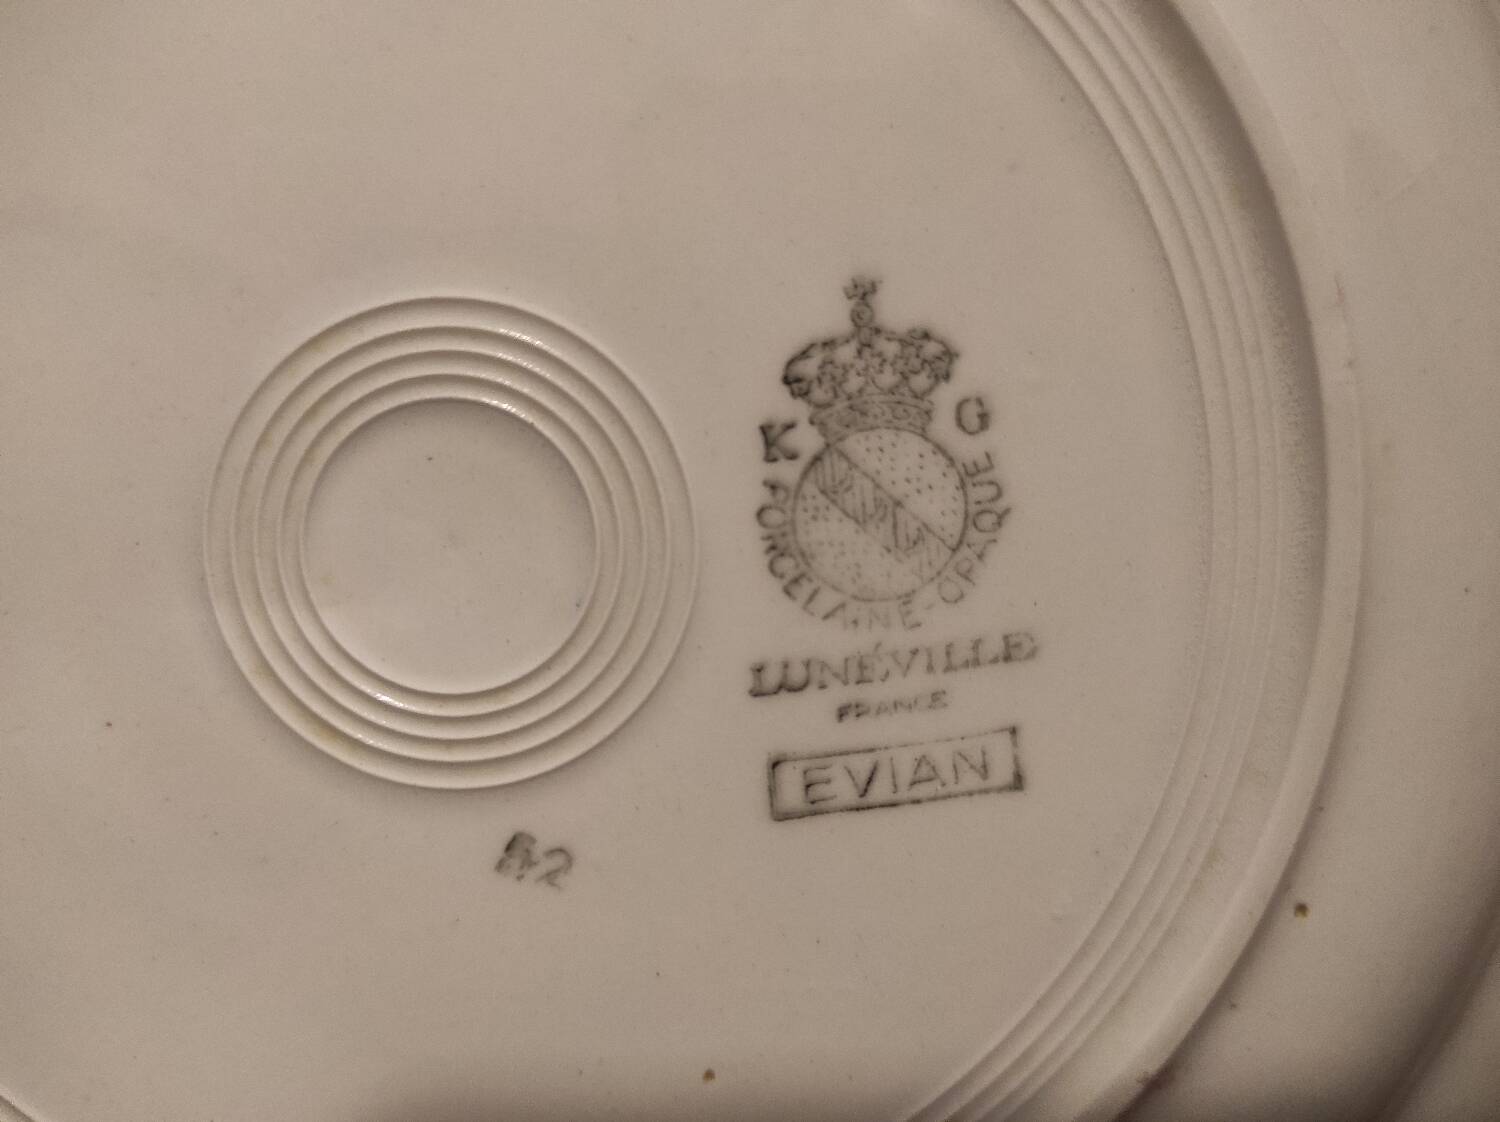 K G
PORCELAINE-OPAQUE
LUNÉVILLE
FRANCE
EVIAN